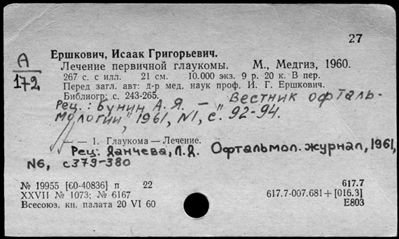 27
Ершкович, Исаак Григорьевич.
А
172
Лечение первичной глаукомы. М., Медгиз, 1960.
267 с. с илл. 21 см. 10.000 экз. 9 р. 20 к. В пер.
Перед загл. авт: д-р мед. наук проф. И. Г. Ершкович.
Библиогр: с. 243-265.
Рец.: Бунин А.Я. — "Вестник офталь-
мологии", 1961, N1, с. 92-94.
— — 1. Глаукома — Лечение.
Рец: Данчева, Л.Д. Офтальмол. журнал, 1961,
N6, с379-380
№ 19955 [60-40836] п 22
617.7
XXVII № 1073; № 6167
617.7-007.681+[016.3]
Всесоюз. кн. палата 20 VI 60
Е803